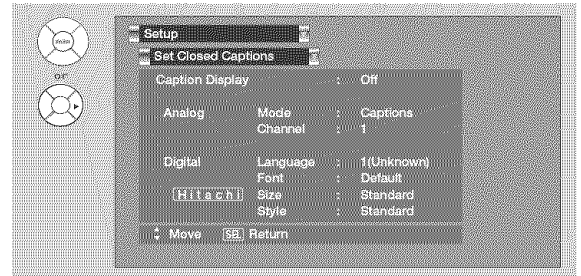 Setup
Set Closed Captions
or
Caption Display : Off
Analog Mode : Captions
Channel : 1
Digital Language : 1(Unknown)
Font : Default
Hitachi Size : Standard
Style : Standard
Move SEL Return